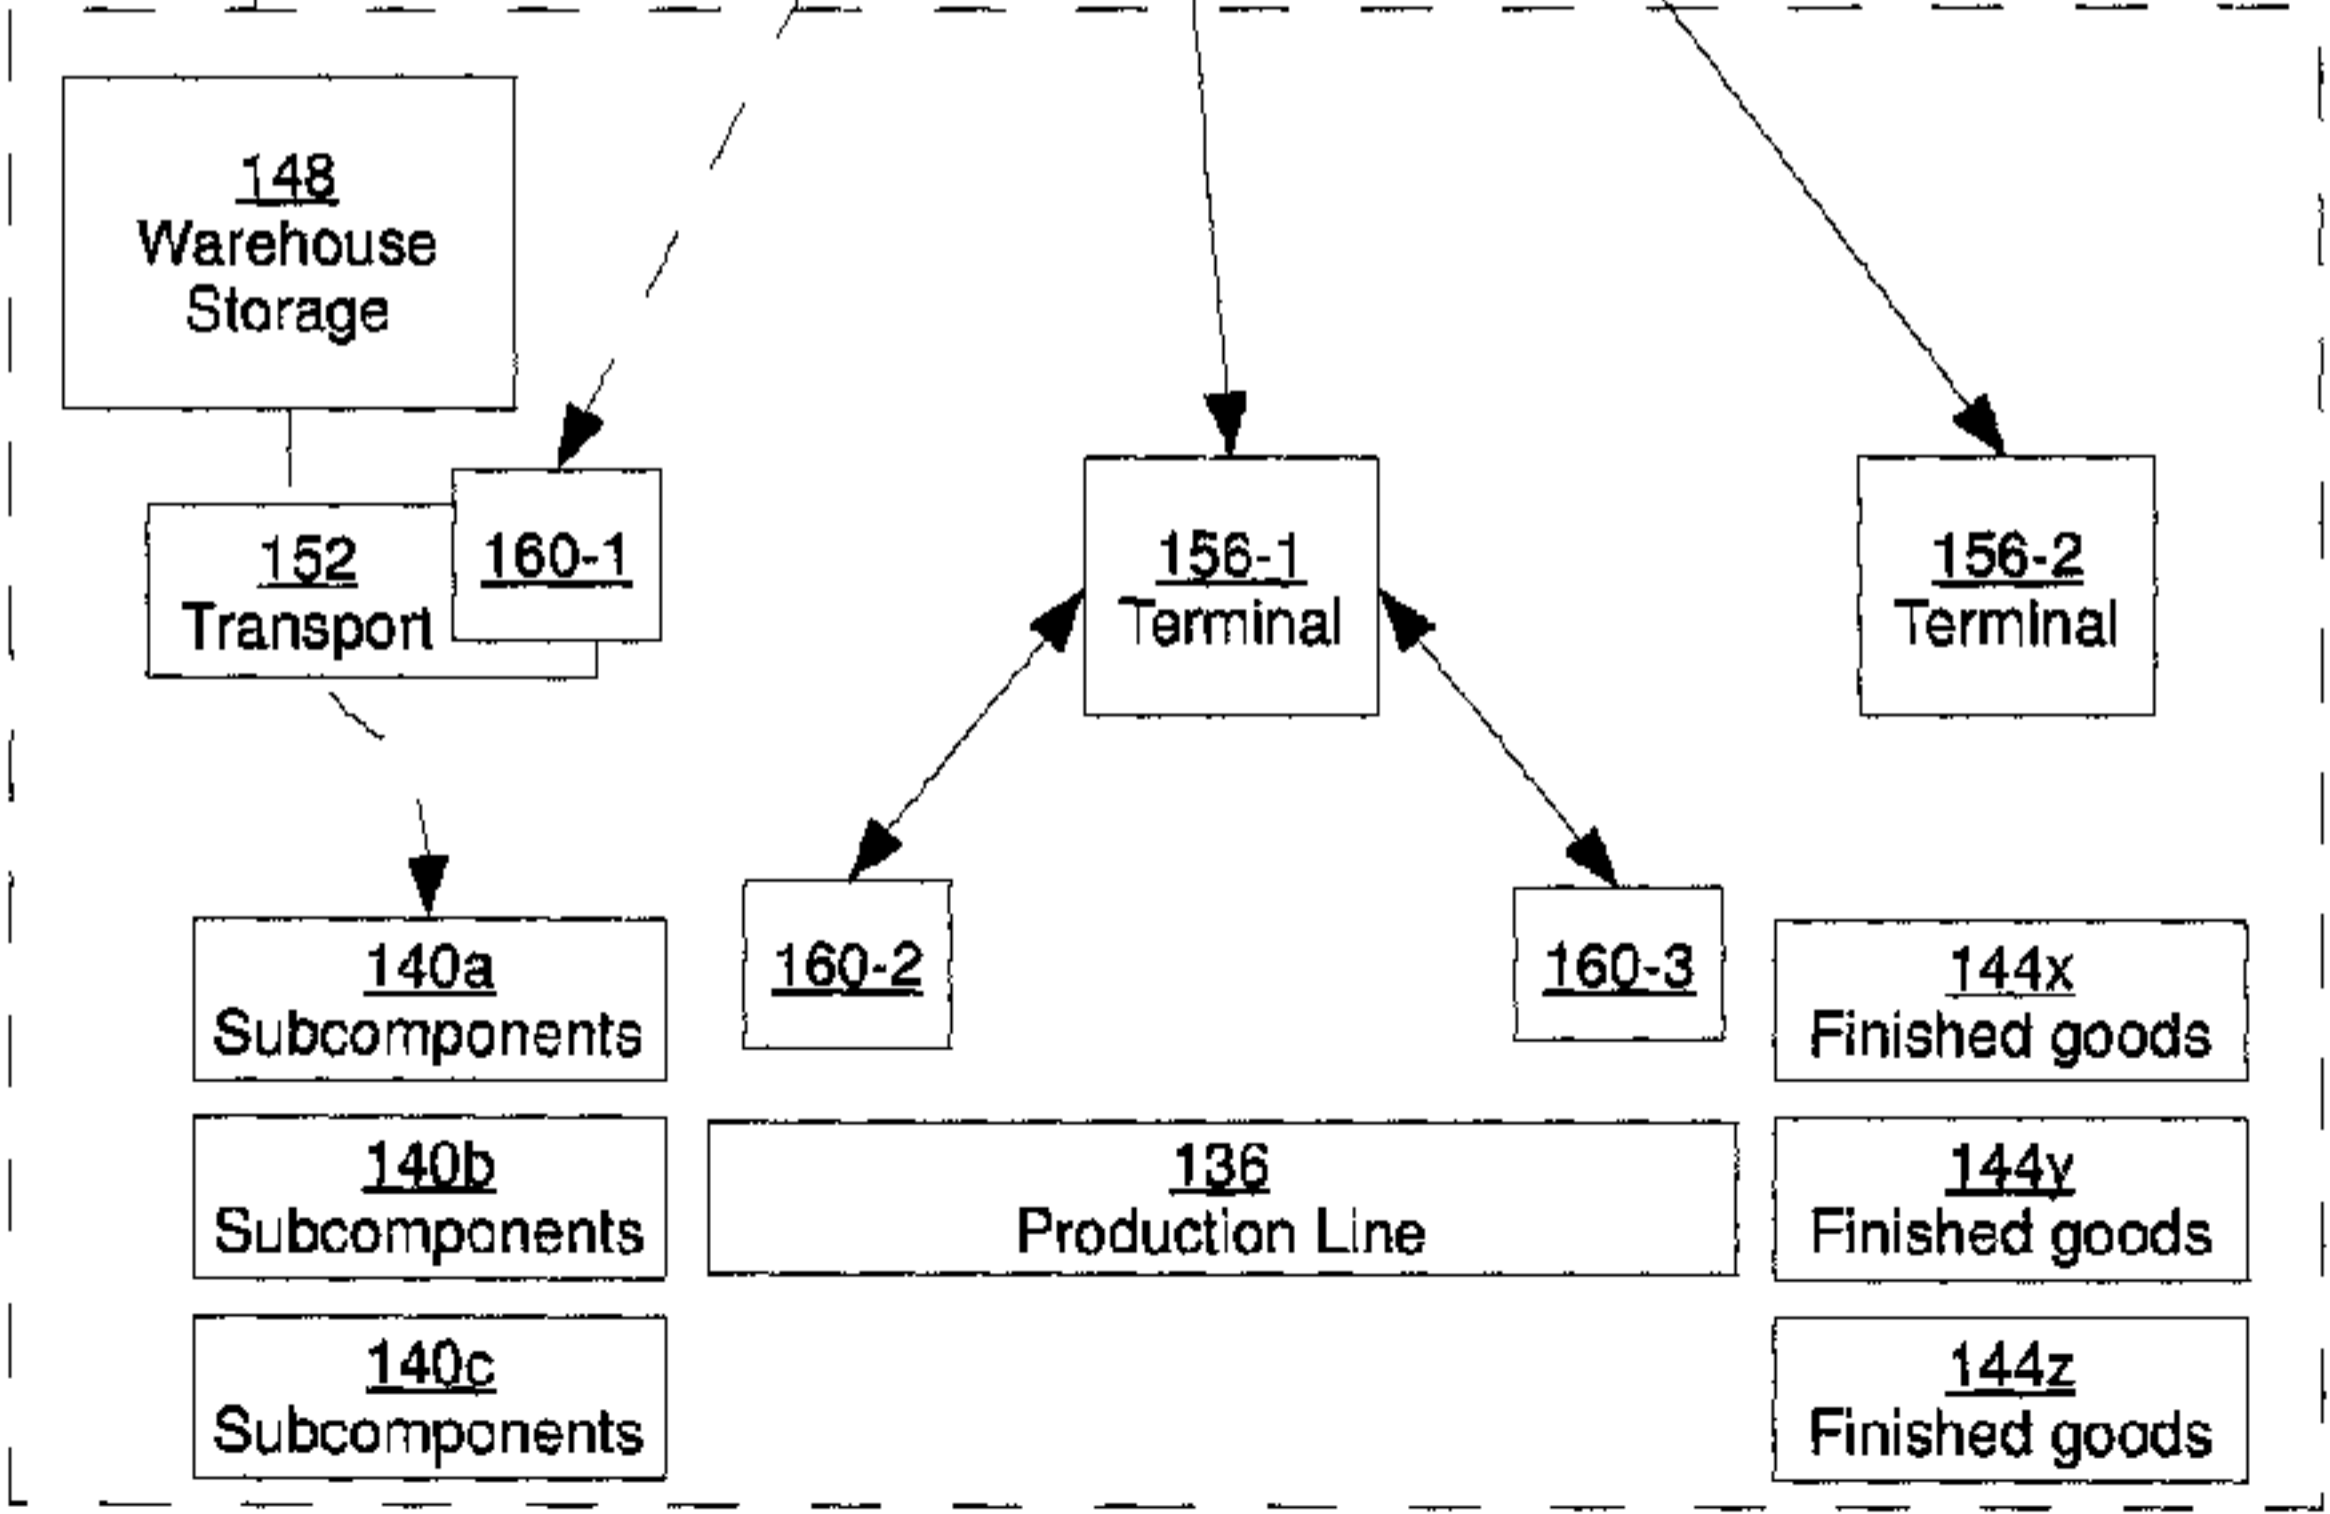 148
Warehouse
Storage
152
Transport
160-1
156-1
Terminal
156-2
Terminal
140a
Subcomponents
160-2
160-3
144x
Finished goods
140b
Subcomponents
136
Production Line
144y
Finished goods
140c
Subcomponents
144z
Finished goods